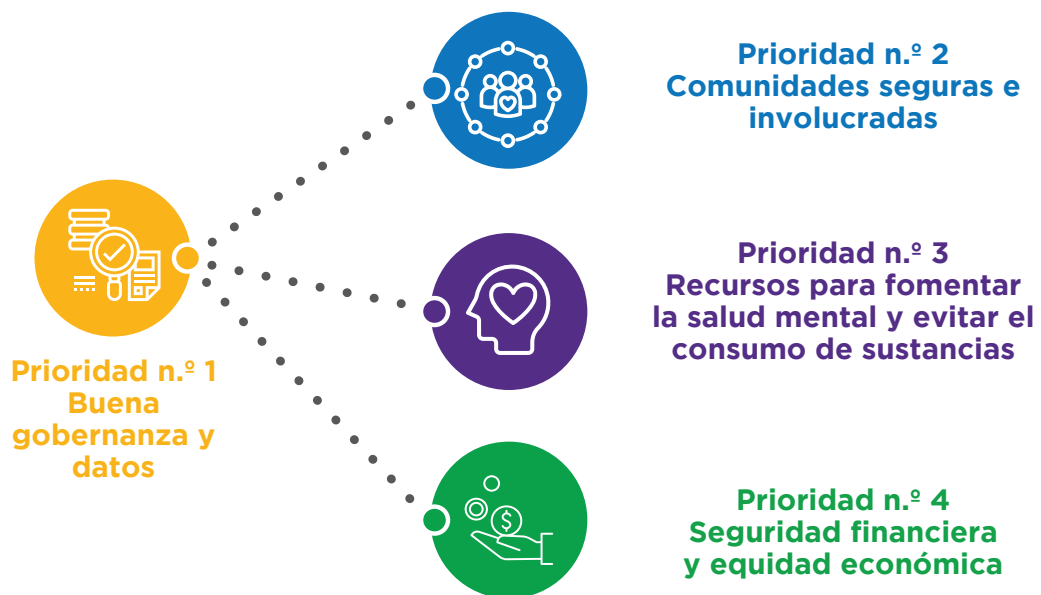 Prioridad n.º 1
Buena
gobernanza y
datos
Prioridad n.º 2
Comunidades seguras e
involucradas
Prioridad n.º 3
Recursos para fomentar
la salud mental y evitar el
consumo de sustancias
$
Prioridad n.º 4
Seguridad financiera
y equidad económica